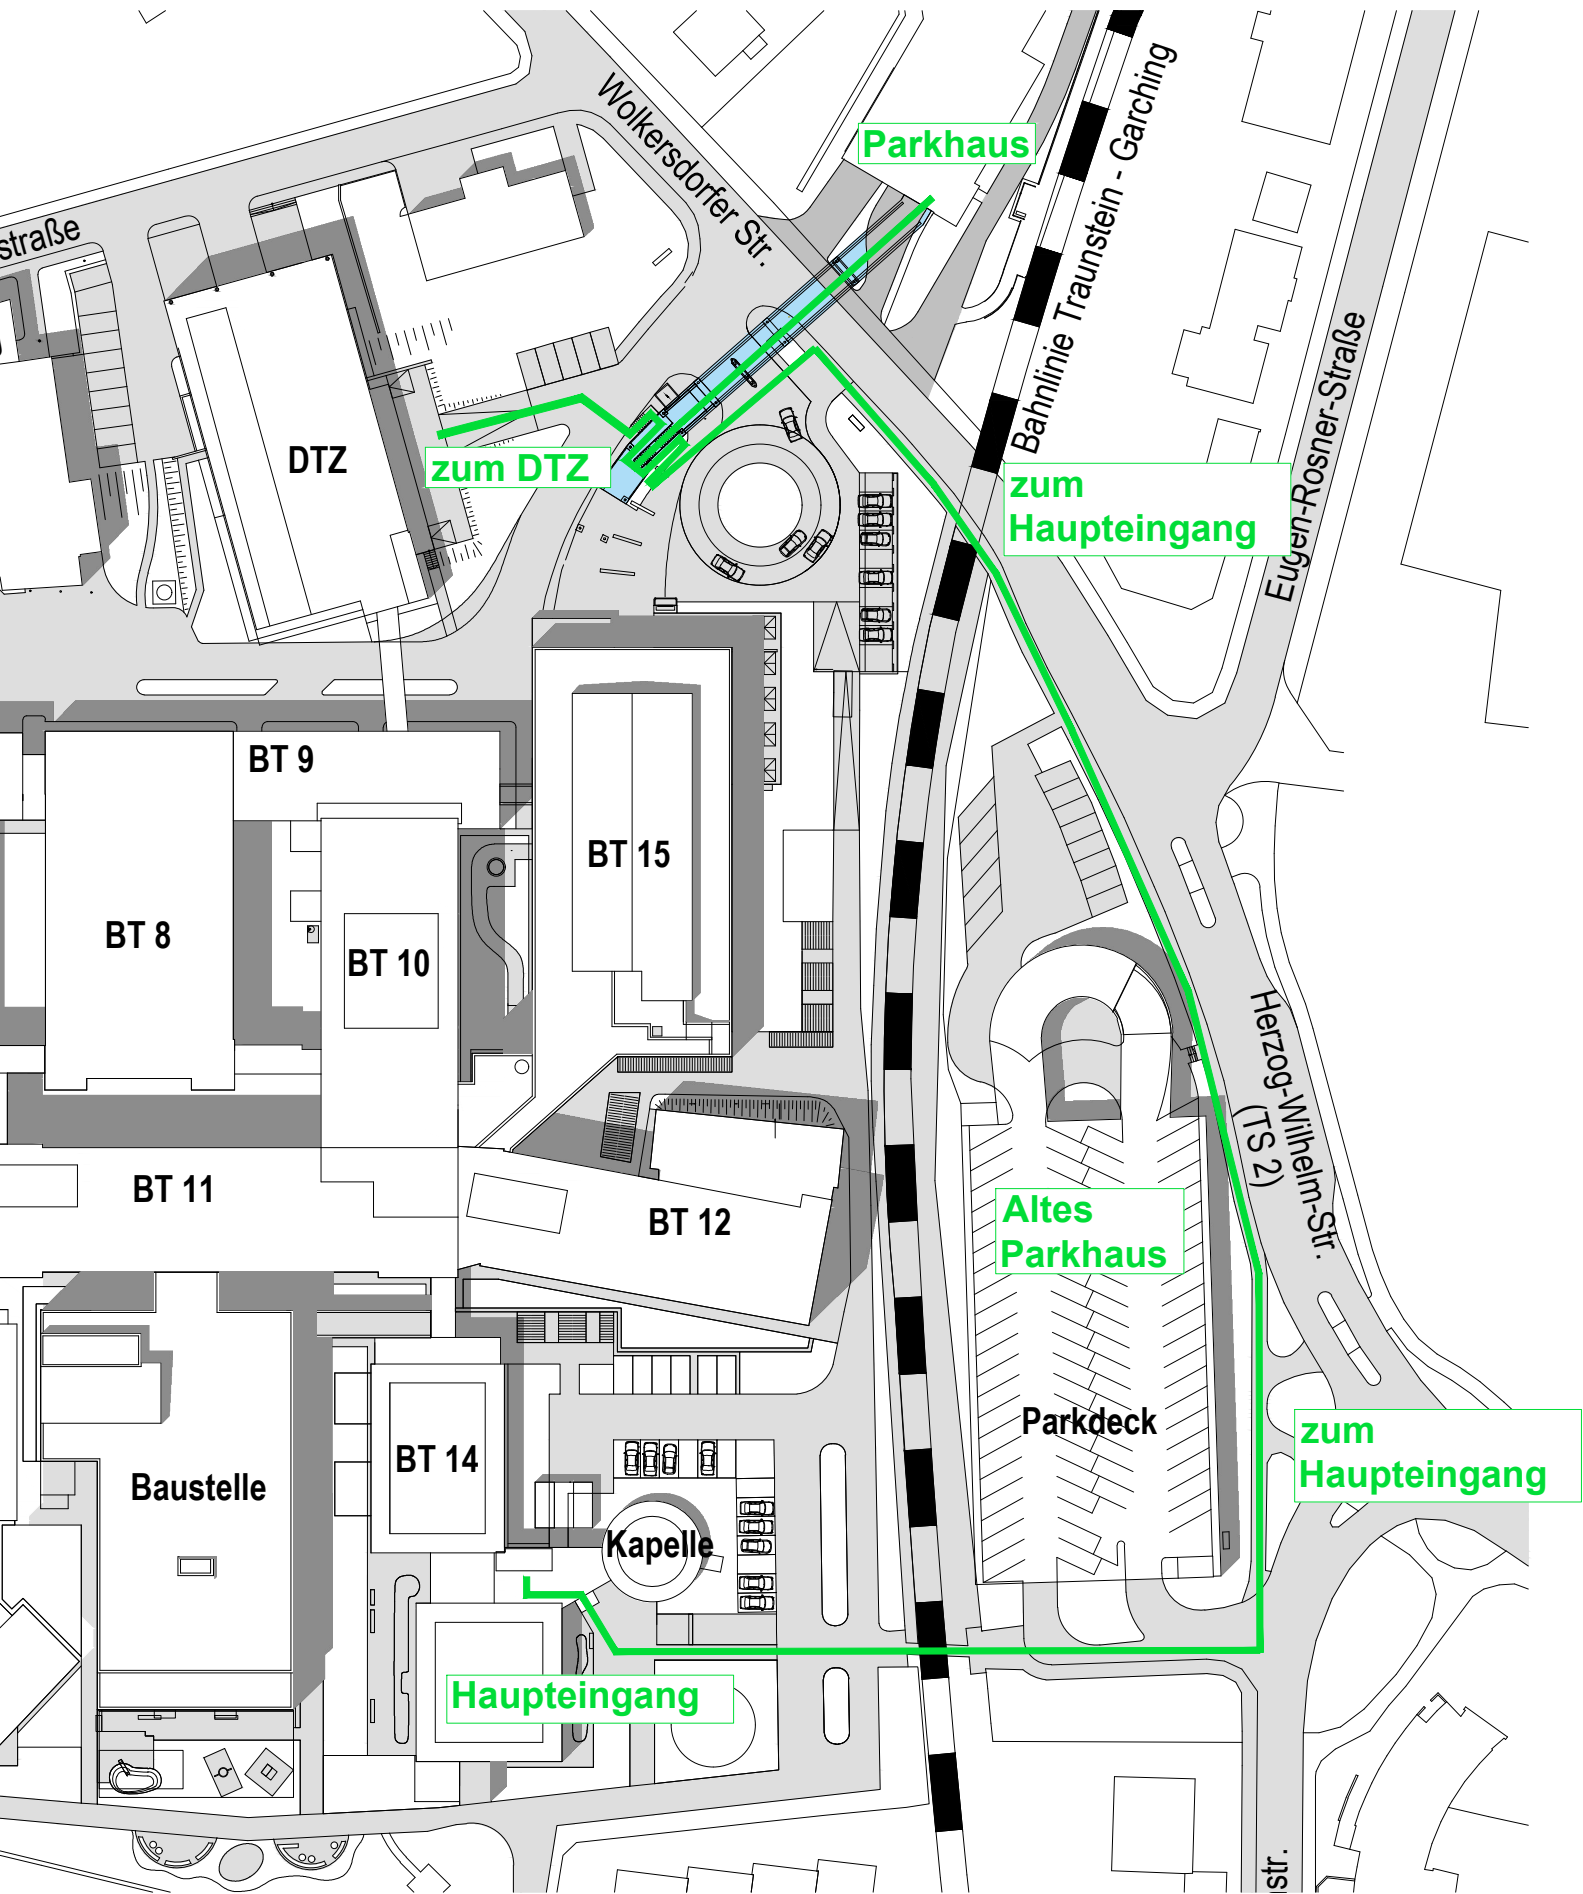 Parkhaus
Wolkersdorfer Str.
Bahnlinie Traunstein - Garching
straße
Eugen-Rosner-Straße
DTZ
zum DTZ
zum
Haupteingang
BT 9
BT 15
BT 8
BT 10
Herzog-Wilhelm-Str.
(TS 2)
BT 11
BT 12
Altes
Parkhaus
Parkdeck
zum
Haupteingang
BT 14
Baustelle
Kapelle
Haupteingang
str.